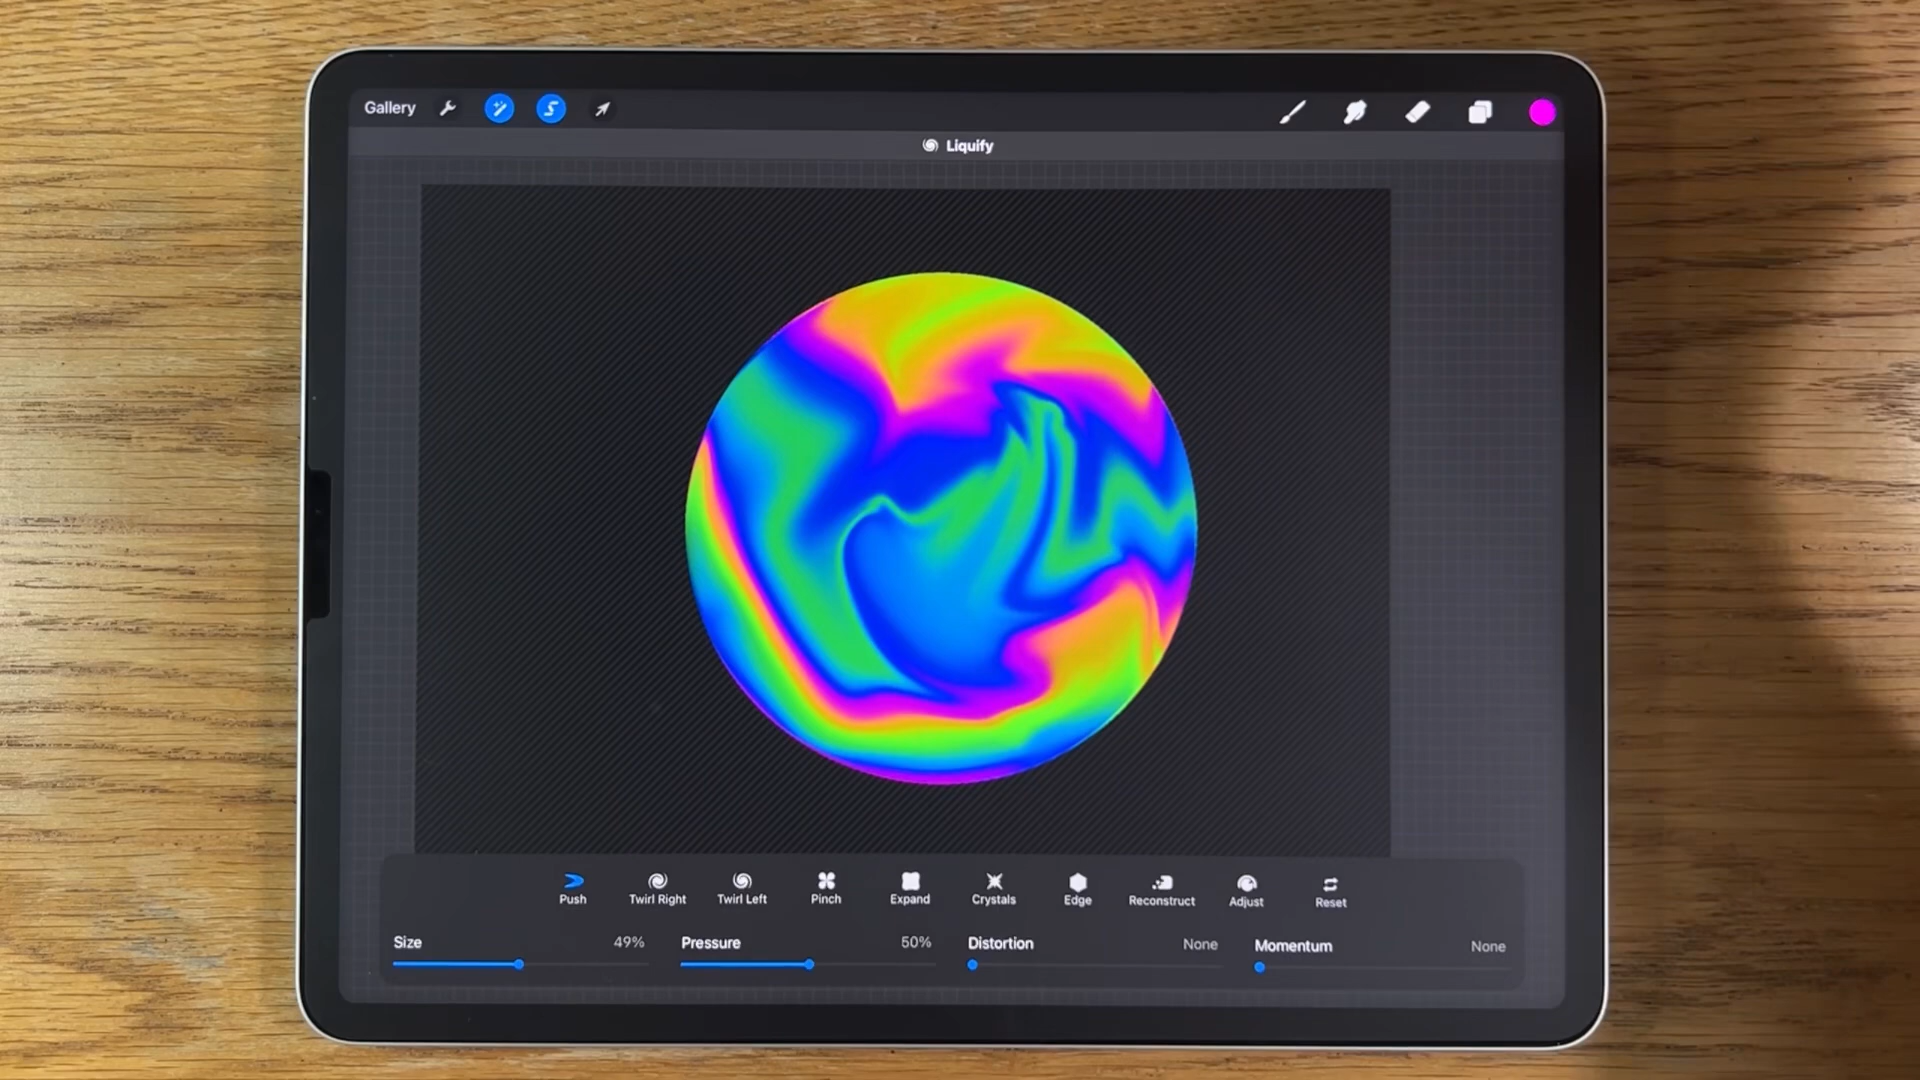 Gallery
Liquify
Push Twirl Right Twirl Left Pinch Expand Crystals Edge Reconstruct Adjust Reset
Size 49% Pressure 50% Distortion None Momentum None